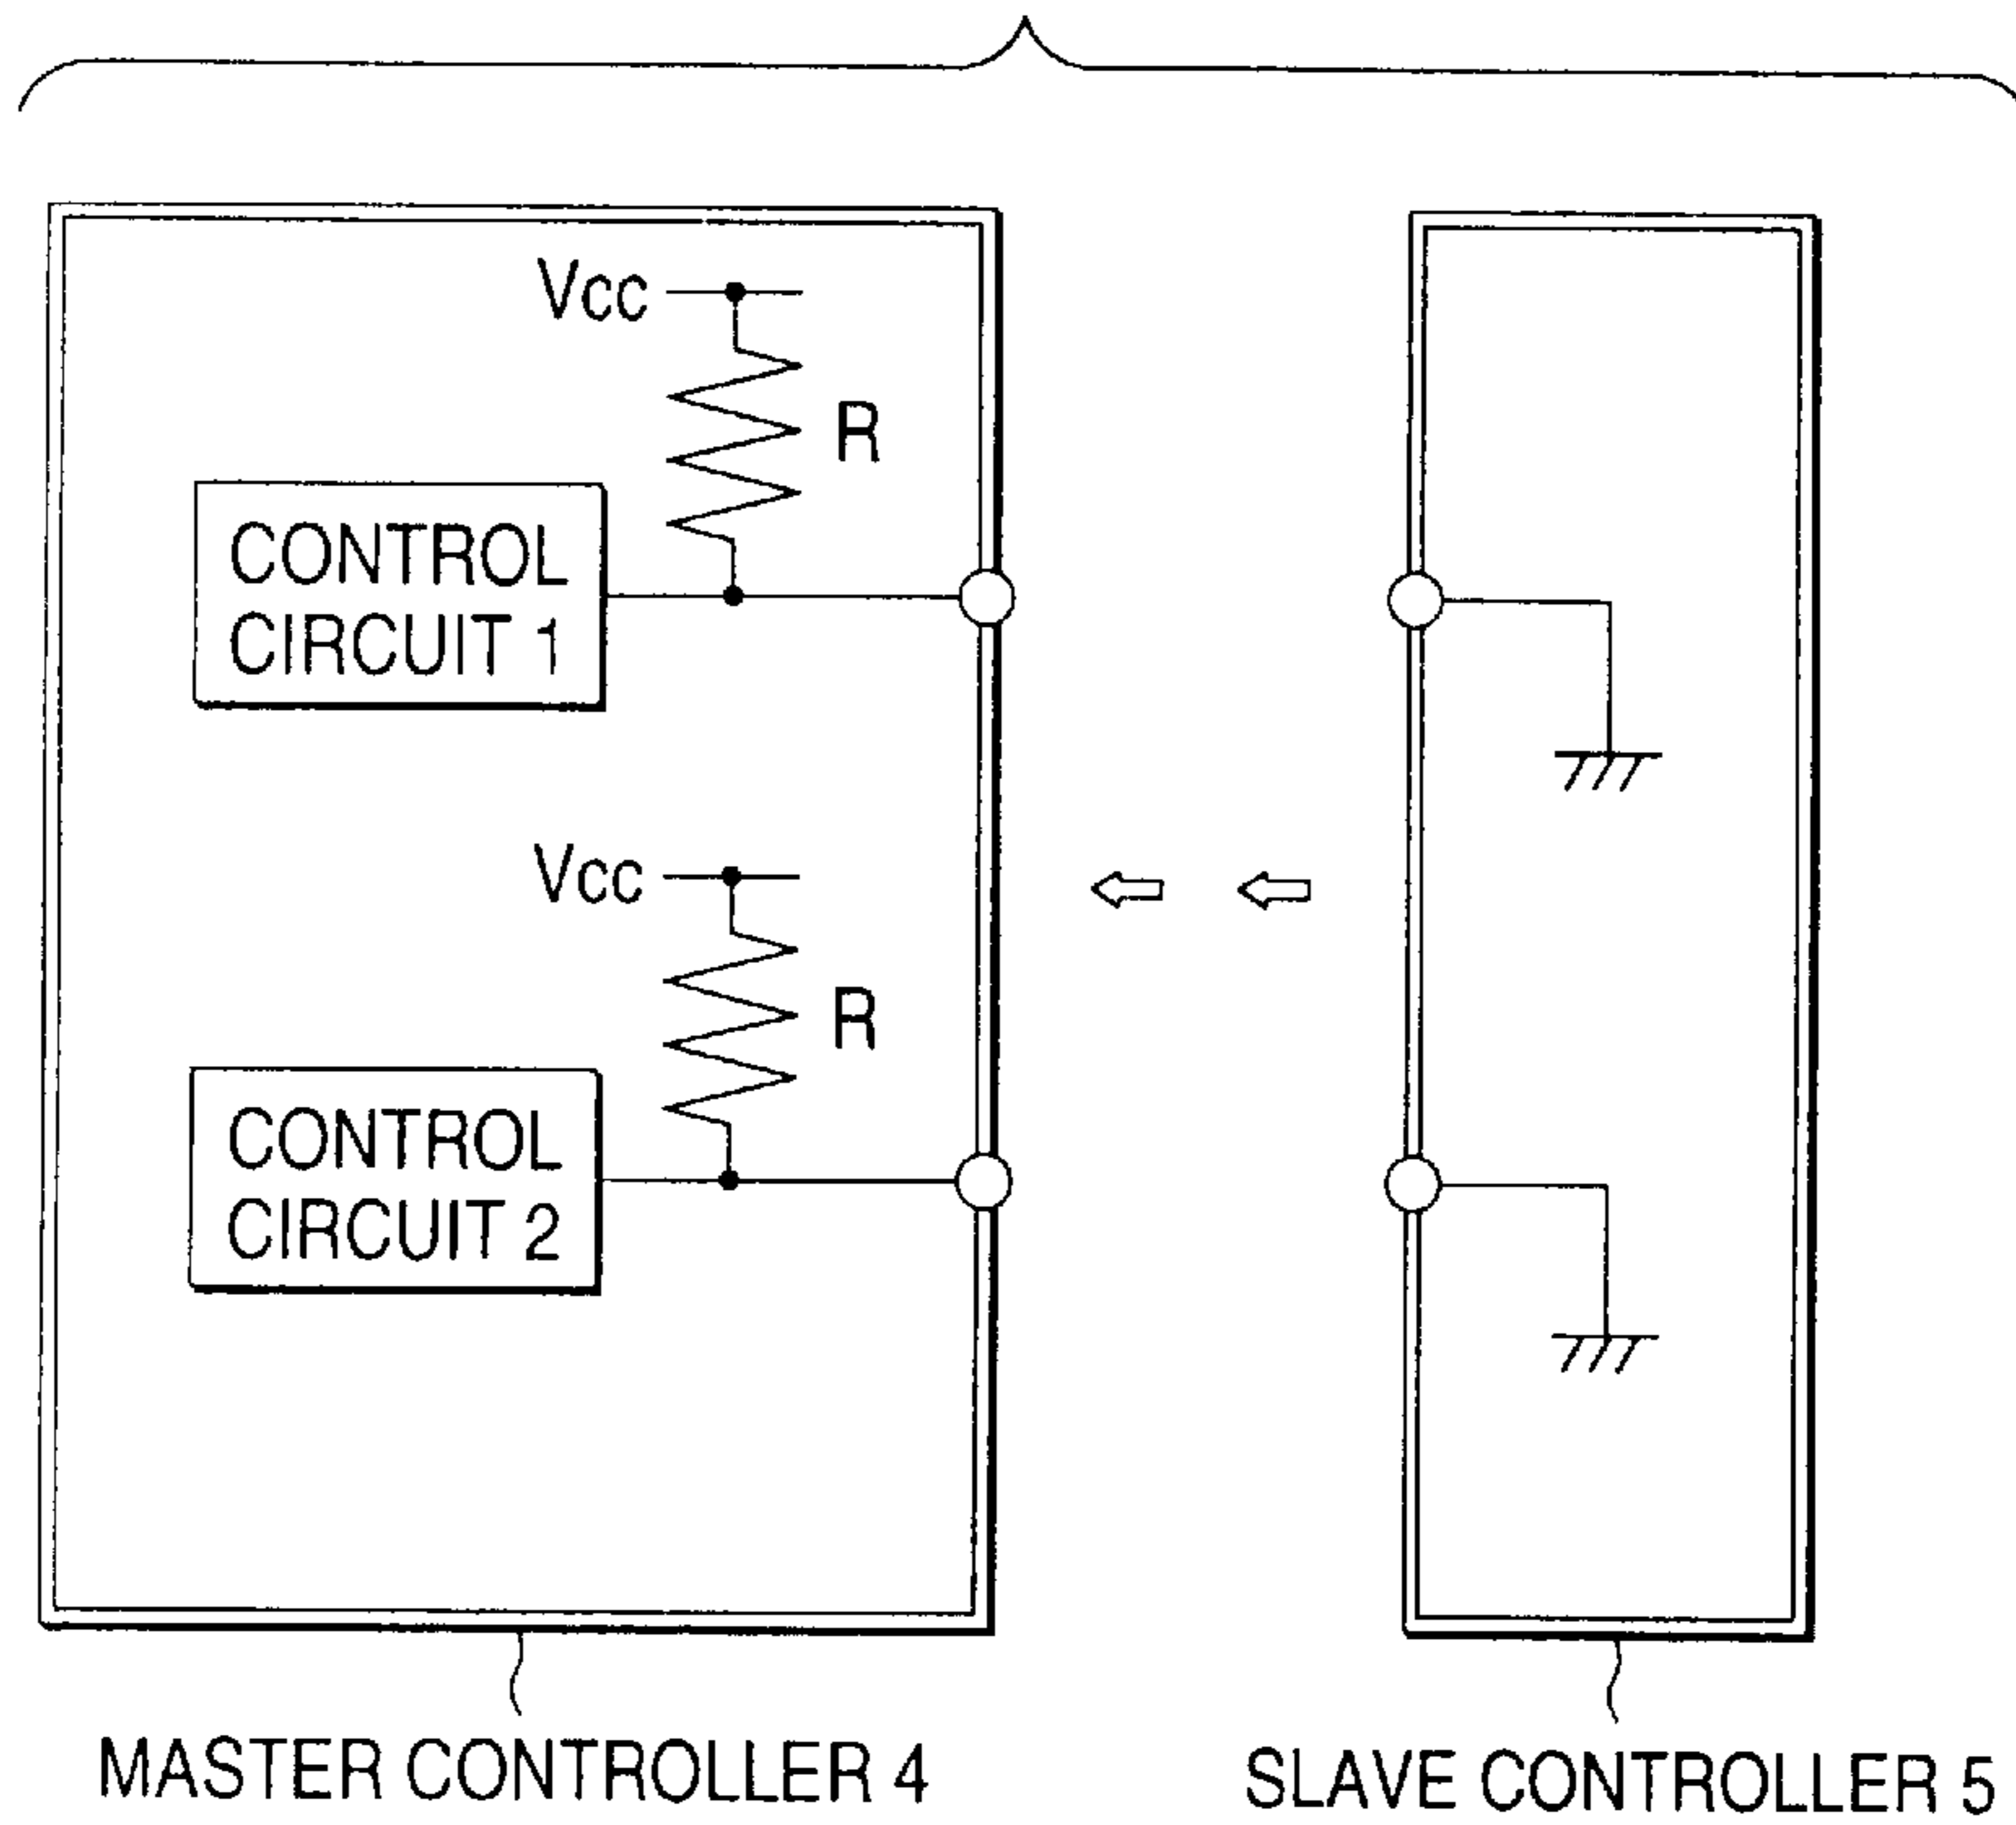 Vcc
R
CONTROL
CIRCUIT 1
Vcc
R
CONTROL
CIRCUIT 2
MASTER CONTROLLER 4
SLAVE CONTROLLER 5